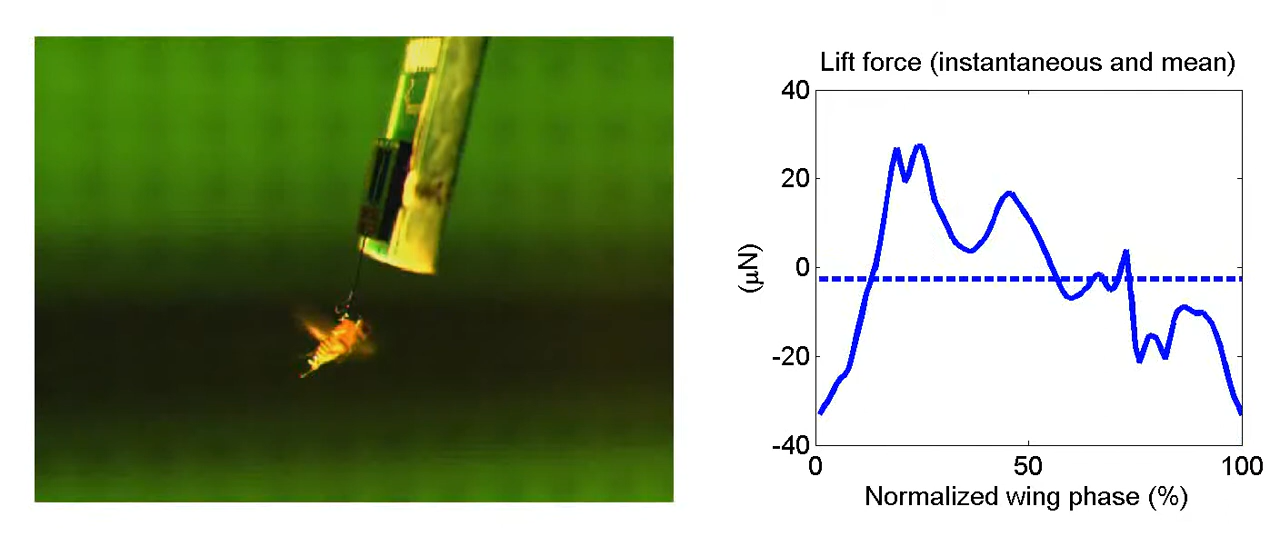 Lift force (instantaneous and mean)
40
20
0
-20
-40
(μN)
0 50 100
Normalized wing phase (%)